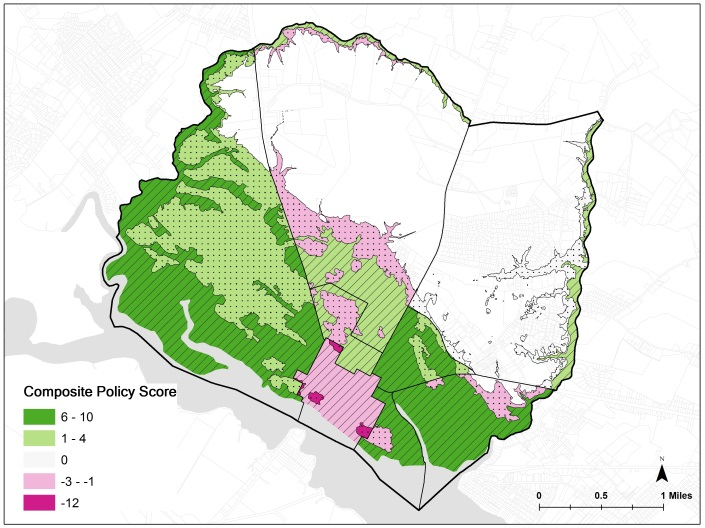 Composite Policy Score
6 - 10
1 - 4
0
-3 - -1
-12
N
0 0.5 1 Miles